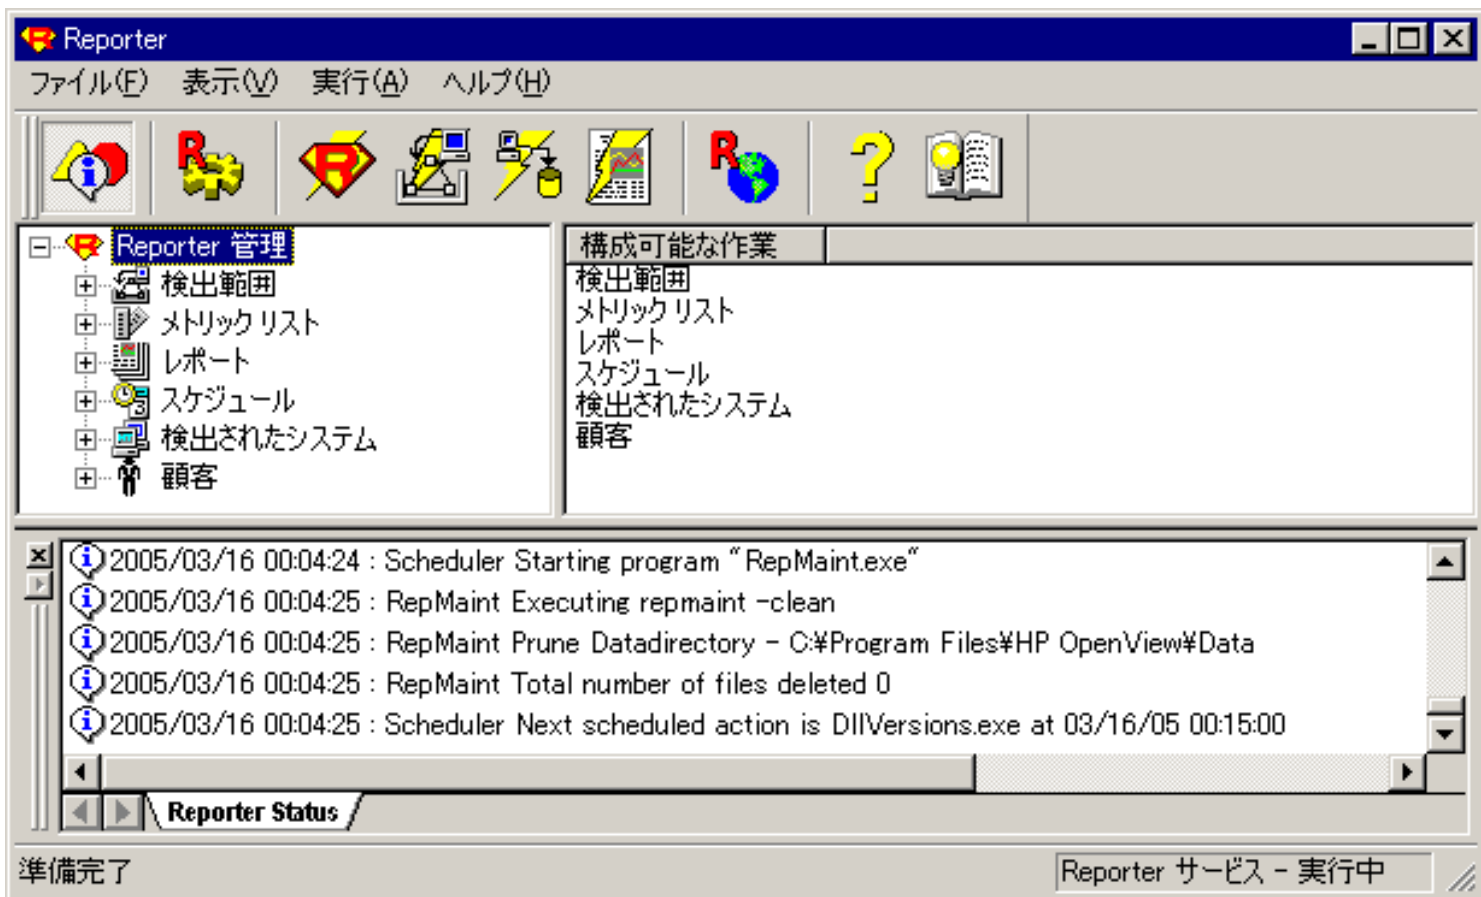 Reporter
ファイル(F) 表示(V) 実行(A) ヘルプ(H)
Reporter 管理
検出範囲
メトリック リスト
レポート
スケジュール
検出されたシステム
顧客
構成可能な作業
検出範囲
メトリック リスト
レポート
スケジュール
検出されたシステム
顧客
2005/03/16 00:04:24 : Scheduler Starting program "RepMaint.exe"
2005/03/16 00:04:25 : RepMaint Executing repmaint -clean
2005/03/16 00:04:25 : RepMaint Prune Datadirectory - C:¥Program Files¥HP OpenView¥Data
2005/03/16 00:04:25 : RepMaint Total number of files deleted 0
2005/03/16 00:04:25 : Scheduler Next scheduled action is DllVersions.exe at 03/16/05 00:15:00
Reporter Status
準備完了
Reporter サービス - 実行中